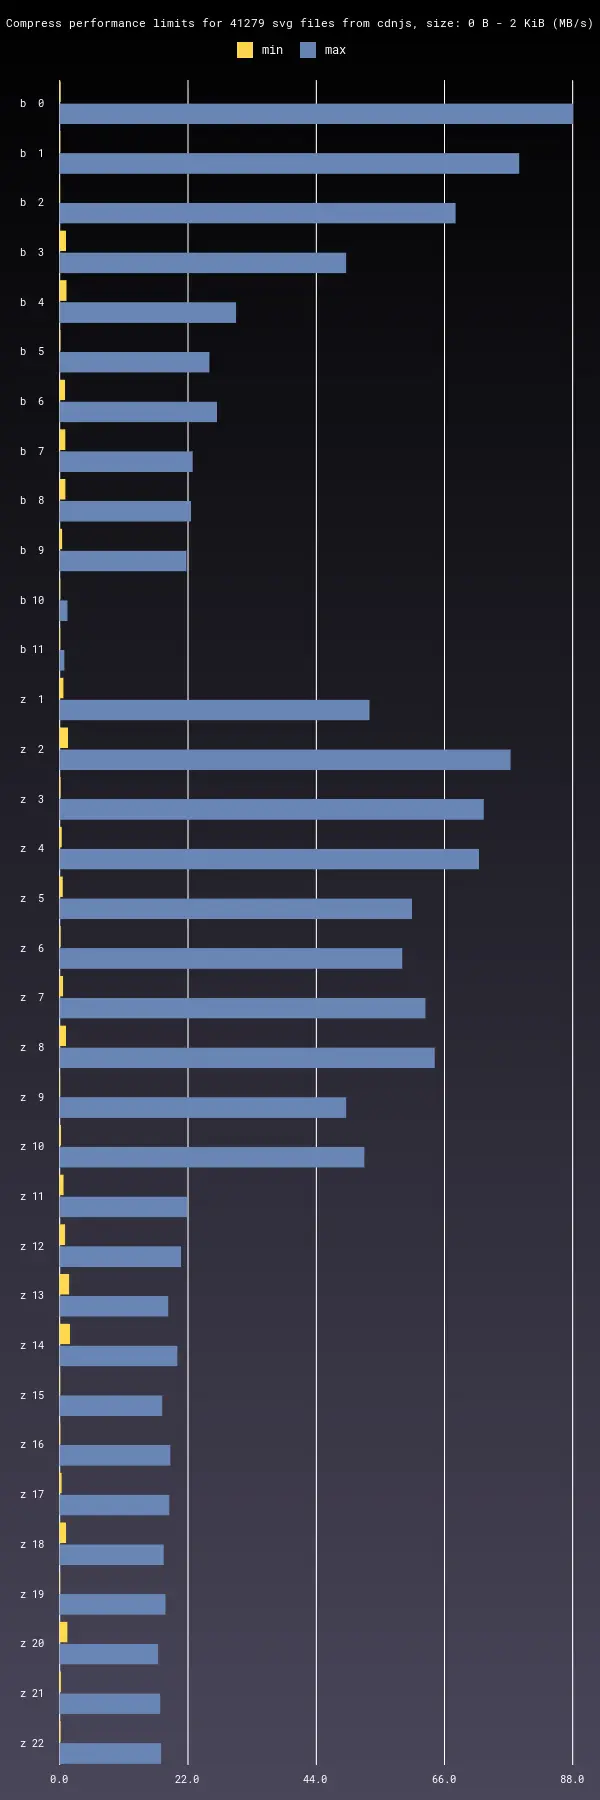 Compress performance limits for 41279 svg files from cdnjs, size: 0 B - 2 KiB (MB/s)
min max
b 0
b 1
b 2
b 3
b 4
b 5
b 6
b 7
b 8
b 9
b 10
b 11
z 1
z 2
z 3
z 4
z 5
z 6
z 7
z 8
z 9
z 10
z 11
z 12
z 13
z 14
z 15
z 16
z 17
z 18
z 19
z 20
z 21
z 22
0.0 22.0 44.0 66.0 88.0